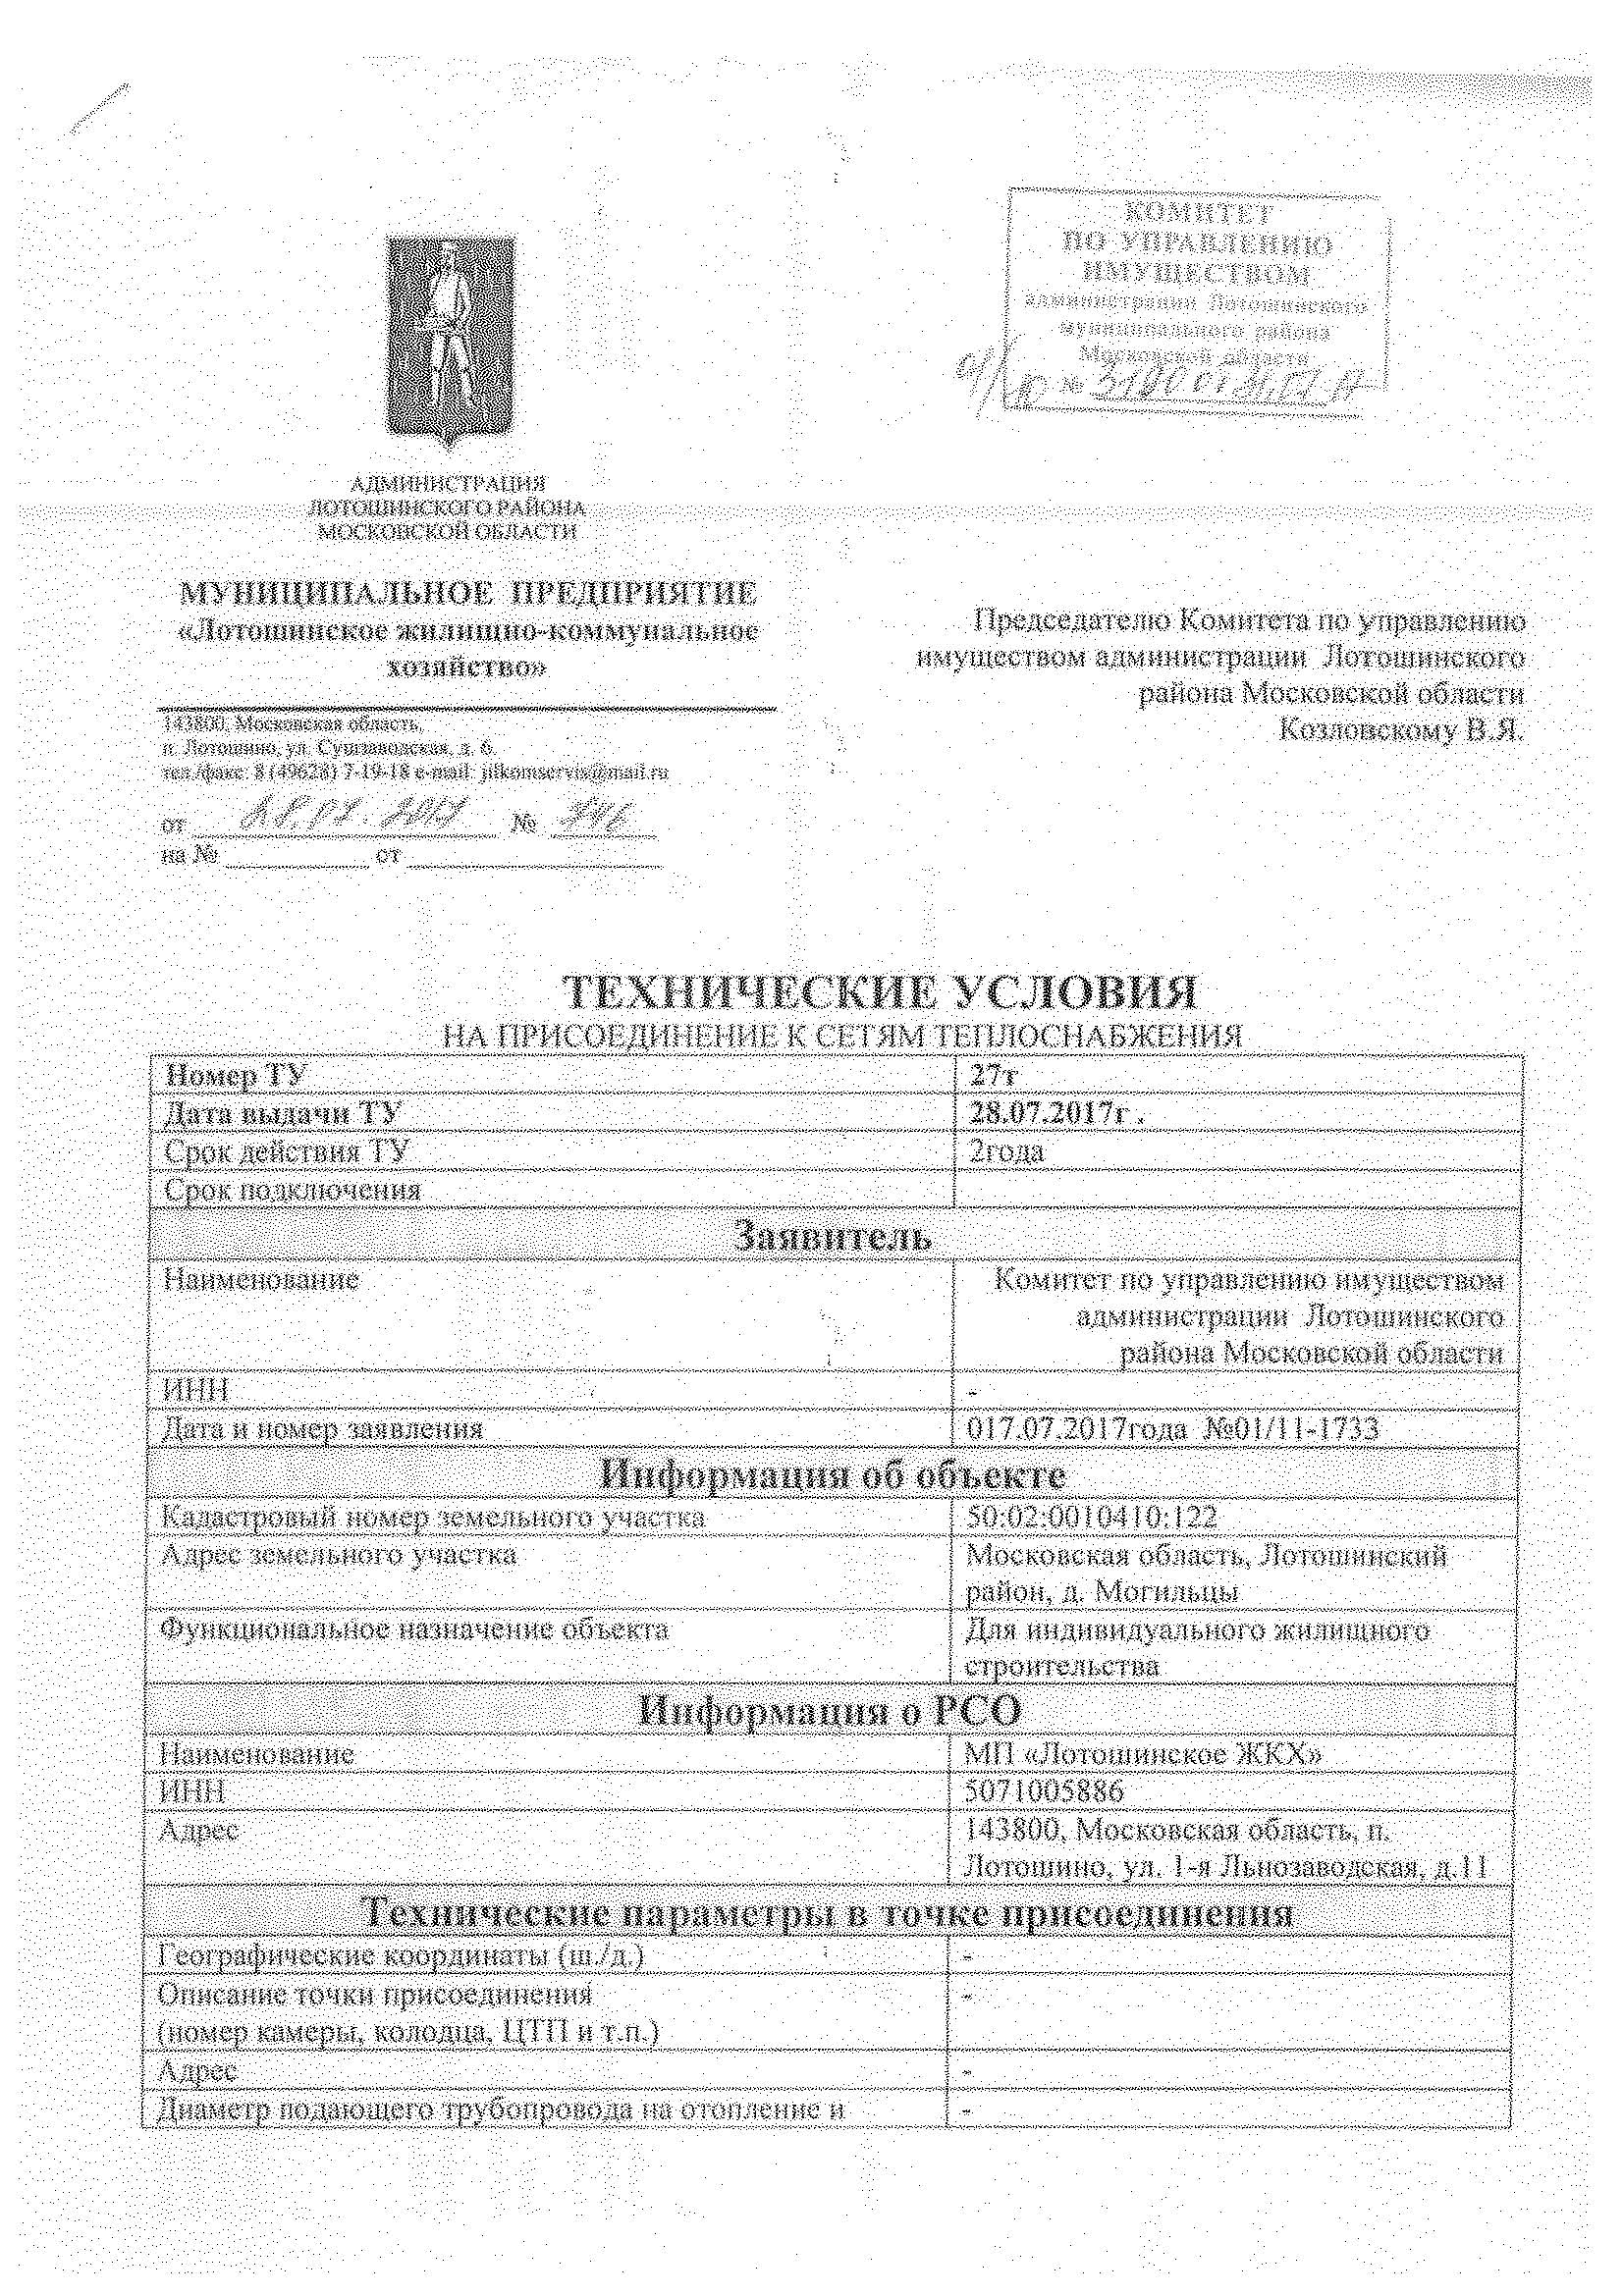 КОМИТЕТ
ПО УПРАВЛЕНИЮ
ИМУЩЕСТВОМ
администрации Лотошинского
муниципального района
Московской области
№
АДМИНИСТРАЦИЯ
ЛОТОШИНСКОГО РАЙОНА
МОСКОВСКОЙ ОБЛАСТИ
МУНИЦИПАЛЬНОЕ ПРЕДПРИЯТИЕ
«Лотошинское жилищно-коммунальное
хозяйство»
143800, Московская область,
п. Лотошино, ул. Сушзаводская, д. 6.
тел./факс: 8 (49628) 7-19-18 e-mail: jilkomservis@mail.ru
от 28.07.2017 № 746
на № от
Председателю Комитета по управлению
имуществом администрации Лотошинского
района Московской области
Козловскому В.Я.
ТЕХНИЧЕСКИЕ УСЛОВИЯ
НА ПРИСОЕДИНЕНИЕ К СЕТЯМ ТЕПЛОСНАБЖЕНИЯ
Номер ТУ 27т
Дата выдачи ТУ 28.07.2017г .
Срок действия ТУ 2года
Срок подключения
Заявитель
Наименование Комитет по управлению имуществом
администрации Лотошинского
района Московской области
ИНН -
Дата и номер заявления 017.07.2017года №01/11-1733
Информация об объекте
Кадастровый номер земельного участка 50:02:0010410:122
Адрес земельного участка Московская область, Лотошинский
район, д. Могильцы
Функциональное назначение объекта Для индивидуального жилищного
строительства
Информация о РСО
Наименование МП «Лотошинское ЖКХ»
ИНН 5071005886
Адрес 143800, Московская область, п.
Лотошино, ул. 1-я Льнозаводская, д.11
Технические параметры в точке присоединения
Географические координаты (ш./д.) -
Описание точки присоединения -
(номер камеры, колодца, ЦТП и т.п.)
Адрес -
Диаметр подающего трубопровода на отопление и -